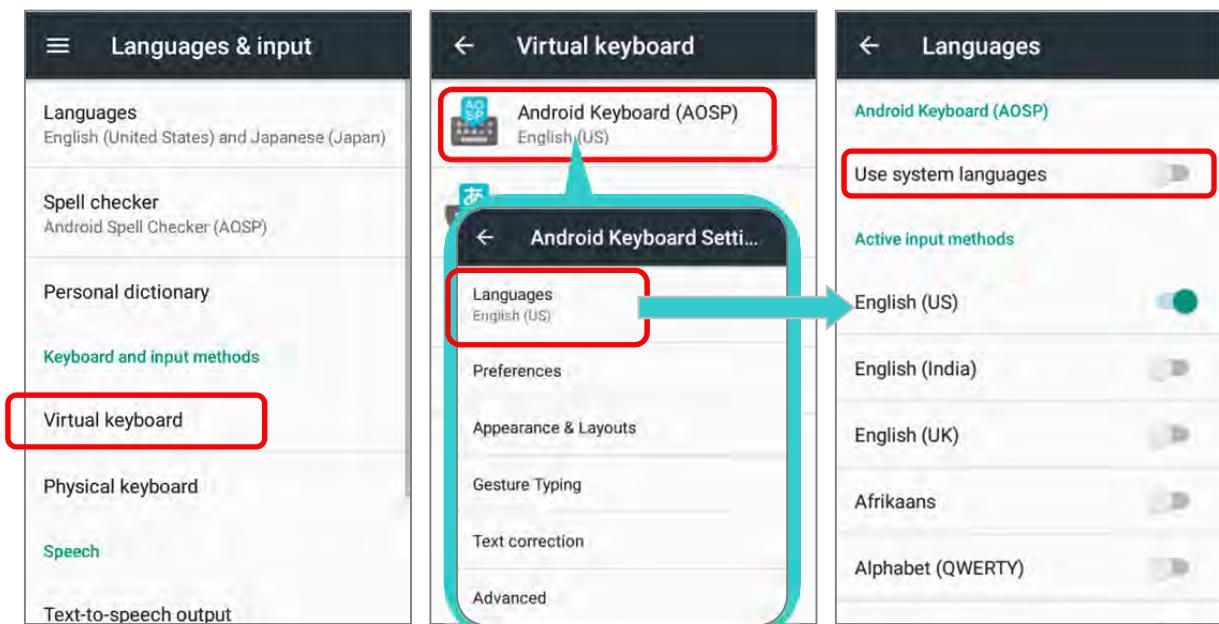 Languages & input
Languages
English (United States) and Japanese (Japan)
Spell checker
Android Spell Checker (AOSP)
Personal dictionary
Keyboard and input methods
Virtual keyboard
Physical keyboard
Speech
Text-to-speech output
Virtual keyboard
AO
SP
Android Keyboard (AOSP)
English (US)
あ
Android Keyboard Setti...
Languages
English (US)
Preferences
Appearance & Layouts
Gesture Typing
Text correction
Advanced
Languages
Android Keyboard (AOSP)
Use system languages
Active input methods
English (US)
English (India)
English (UK)
Afrikaans
Alphabet (QWERTY)